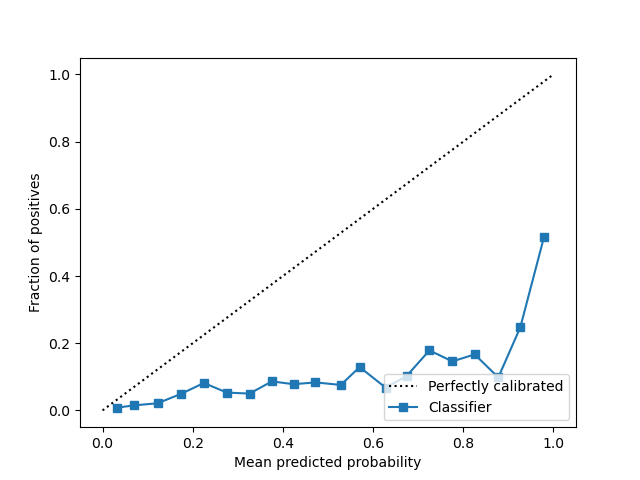 1.0
0.8
0.6
0.4
0.2
0.0
Fraction of positives
0.0 0.2 0.4 0.6 0.8 1.0
Mean predicted probability
Perfectly calibrated
Classifier